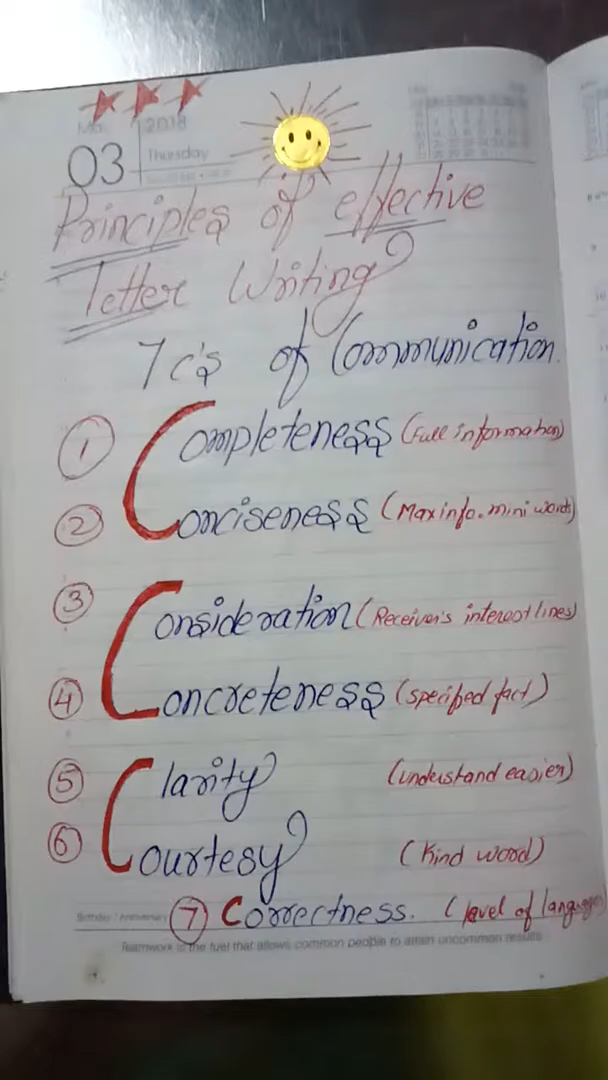 2018
03 Thursday
Principles of effective
letter Writing
7 c's of Communication.
1 Completeness (Full information)
2 Conciseness (Max info. mini words)
3 Consideration (Receiver's interest lines)
4 Concreteness (specified fact)
5 Clarity (understand easier)
6 Courtesy (Kind word)
Birthday / Anniversary 7 Correctness. (level of language)
Teamwork is the fuel that allows common people to attain uncommon results